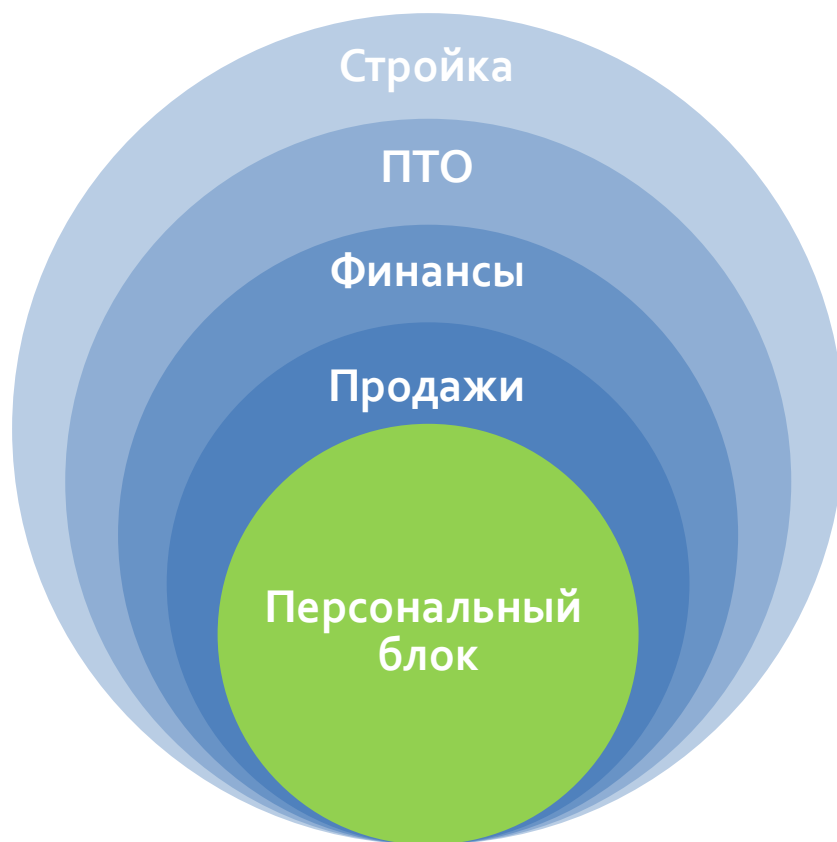 Стройка
ПТО
Финансы
Продажи
Персональный
блок